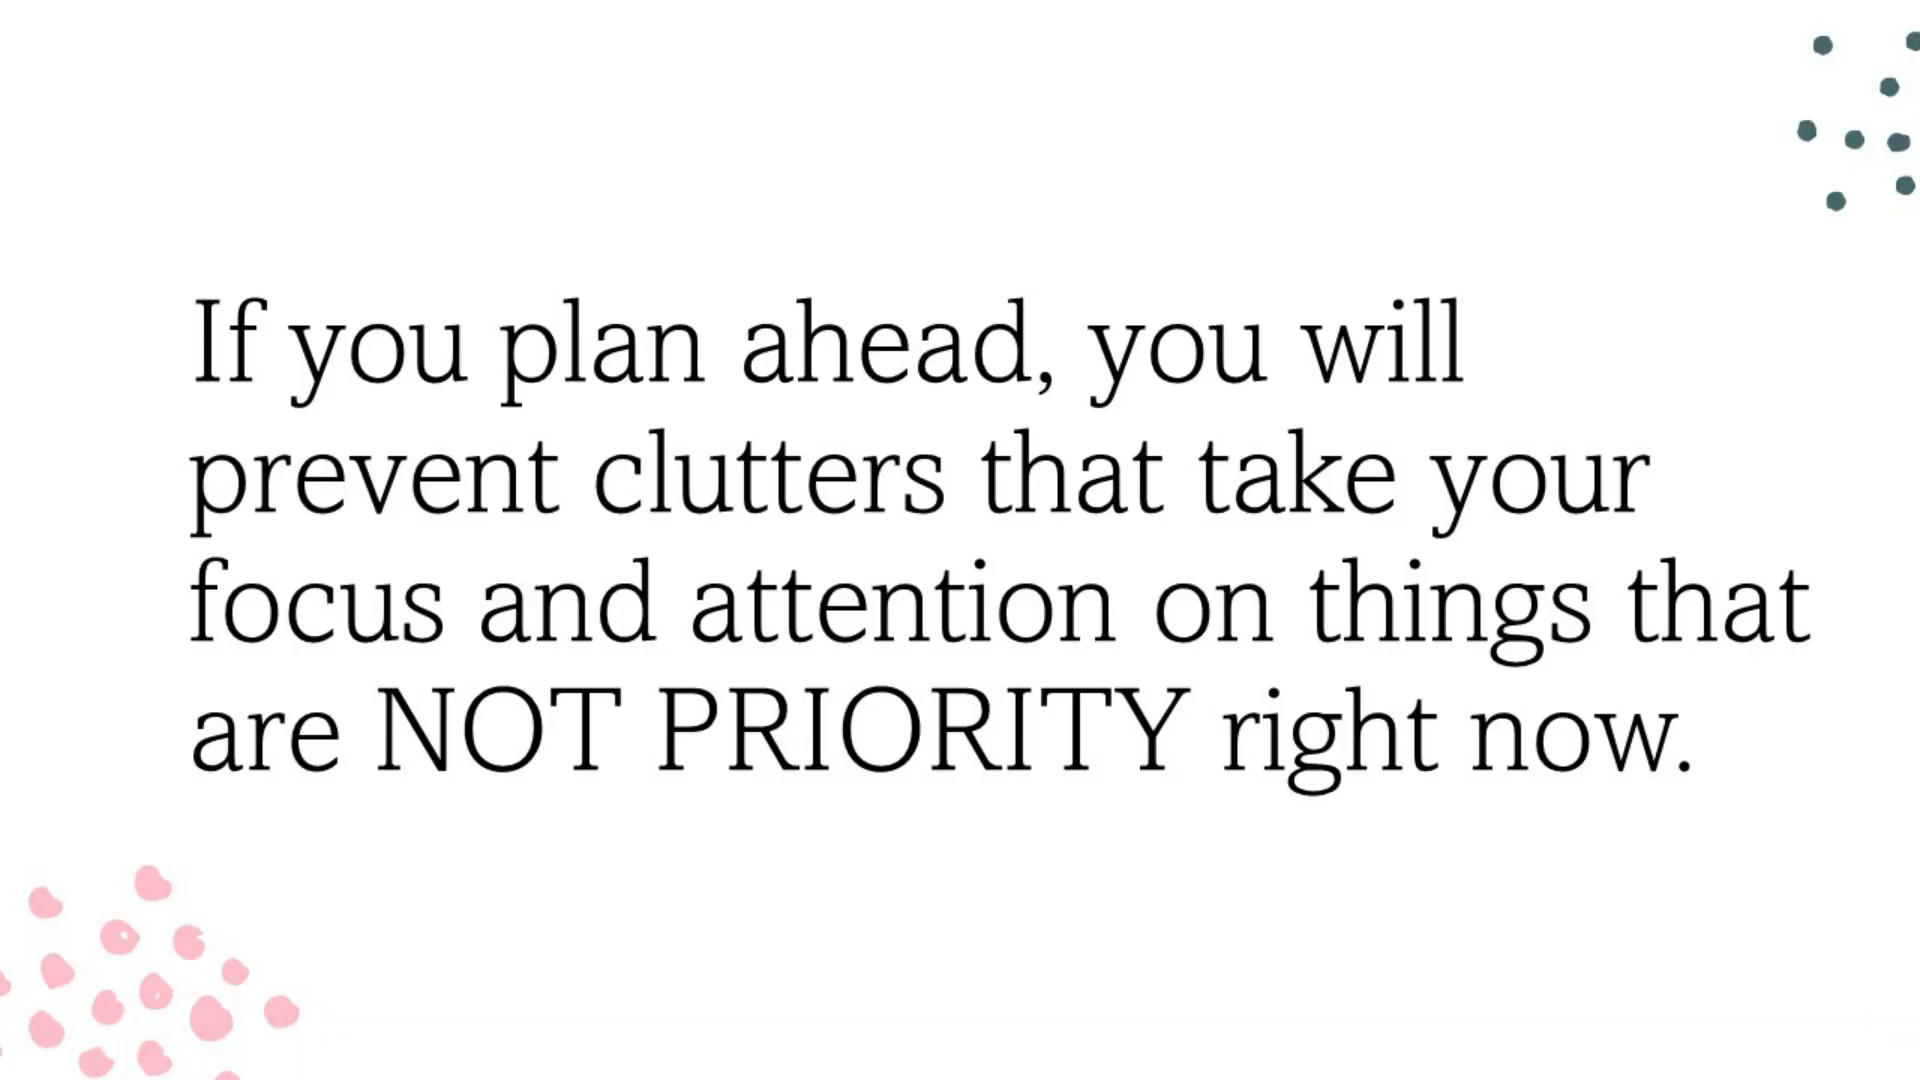 If you plan ahead, you will
prevent clutters that take your
focus and attention on things that
are NOT PRIORITY right now.